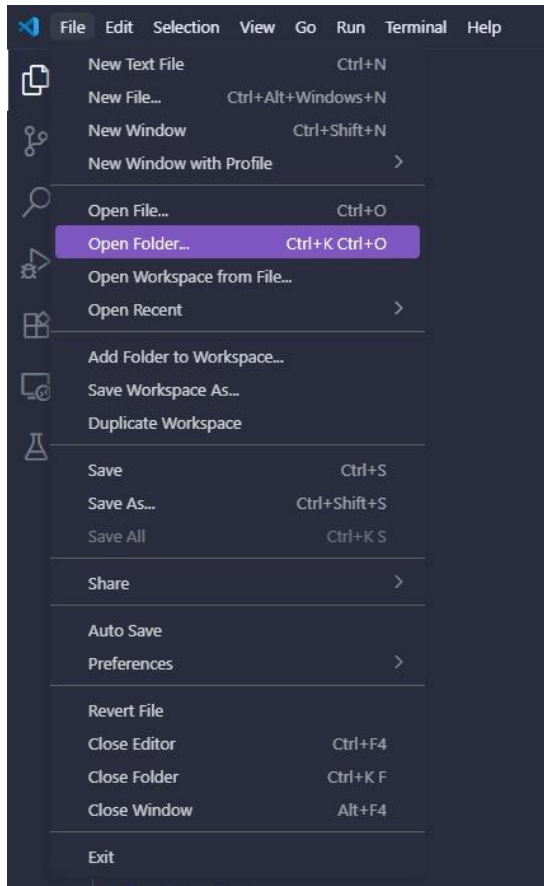 File Edit Selection View Go Run Terminal Help
New Text File Ctrl+N
New File... Ctrl+Alt+Windows+N
New Window Ctrl+Shift+N
New Window with Profile
Open File... Ctrl+O
Open Folder... Ctrl+K Ctrl+O
Open Workspace from File...
Open Recent
Add Folder to Workspace...
Save Workspace As...
Duplicate Workspace
Save Ctrl+S
Save As... Ctrl+Shift+S
Save All Ctrl+K S
Share
Auto Save
Preferences
Revert File
Close Editor Ctrl+F4
Close Folder Ctrl+K F
Close Window Alt+F4
Exit